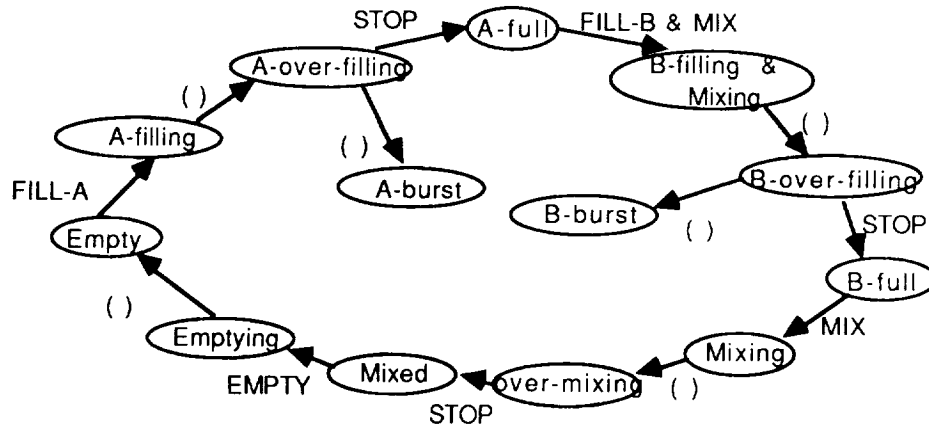 STOP
A-full
FILL-B & MIX
A-over-filling
B-filling &
Mixing
( )
( )
A-filling
( )
A-burst
B-over-filling
FILL-A
B-burst
( )
STOP
Empty
B-full
( )
MIX
Emptying
Mixing
EMPTY
Mixed
over-mixing
( )
STOP